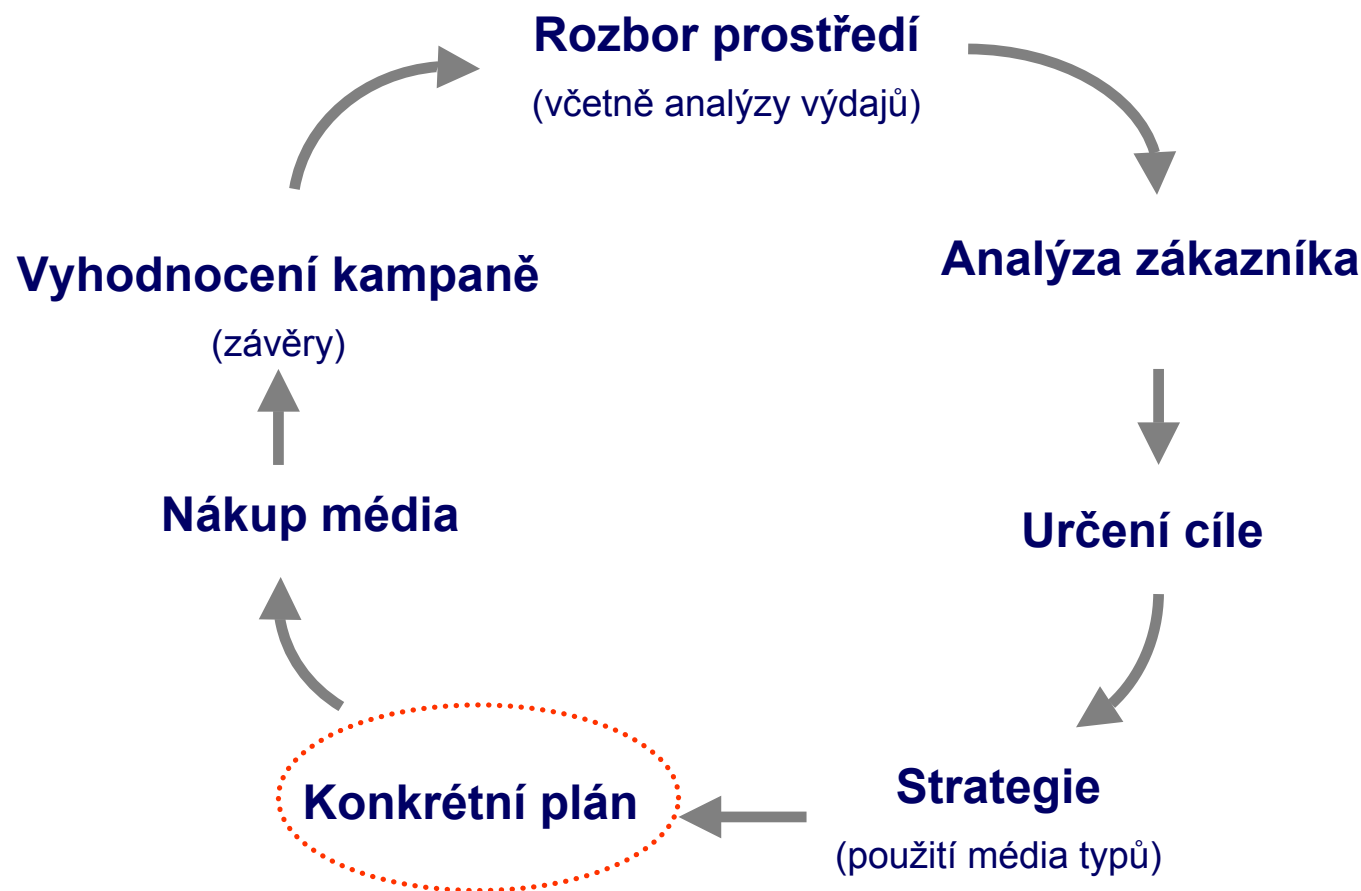 Rozbor prostředí
(včetně analýzy výdajů)
Analýza zákazníka
Určení cíle
Strategie
(použití média typů)
Konkrétní plán
Nákup média
Vyhodnocení kampaně
(závěry)